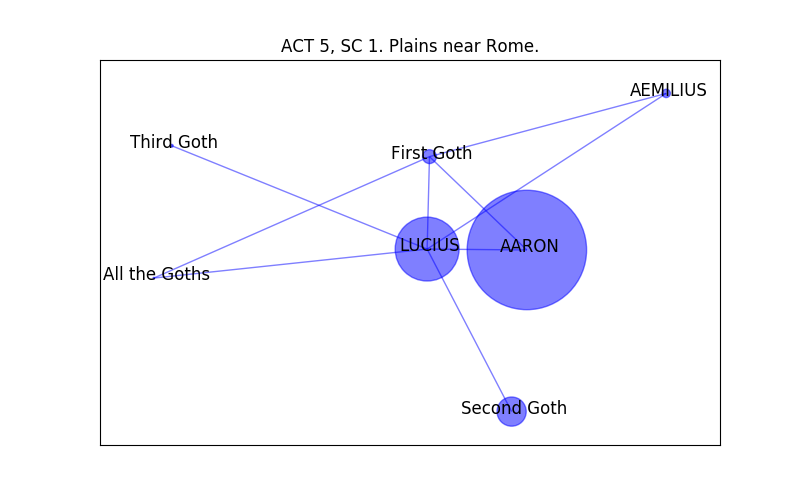 ACT 5, SC 1. Plains near Rome.
AEMILIUS
Third Goth
First Goth
LUCIUS
AARON
All the Goths
Second Goth